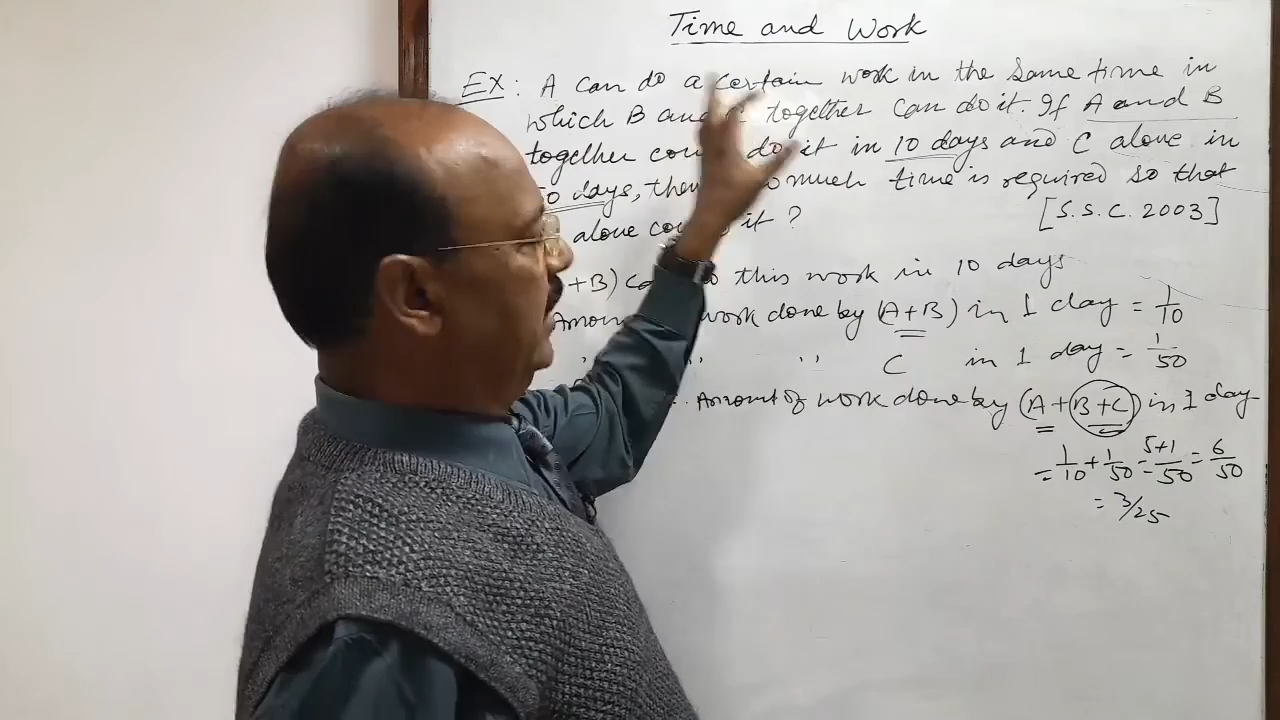 Time and Work
EX: A can do a certain work in the same time in
which B and C together can do it. If A and B
together do it in 10 days and C alone in
50 days, then much time is required so that
alone it?
[S.S.C. 2003]
+B) this work in 10 days
work done by (A+B) in 1 day = 1/10
" " C in 1 day = 1/50
∴ Amount of work done by (A+(B+C)) in 1 day
= 1/10 + 1/50 = 5+1/50 = 6/50
= 3/25